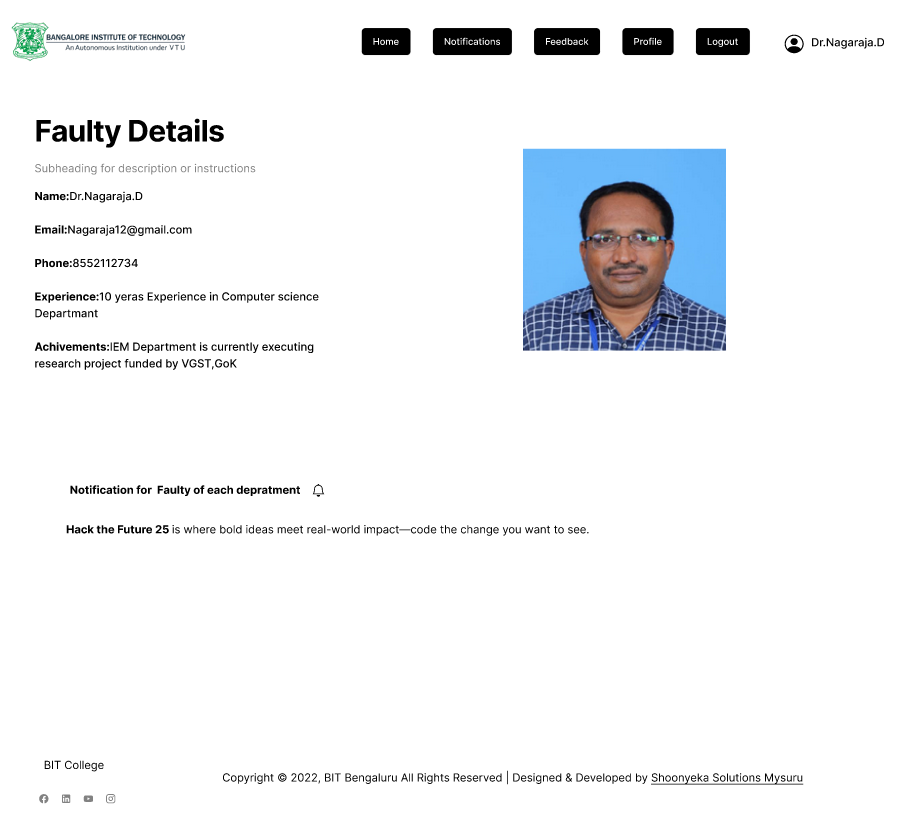 BANGALORE INSTITUTE OF TECHNOLOGY
An Autonomous Institution under V T U
Home
Notifications
Feedback
Profile
Logout
Dr.Nagaraja.D
Faulty Details
Subheading for description or instructions
Name:Dr.Nagaraja.D
Email:Nagaraja12@gmail.com
Phone:8552112734
Experience:10 yeras Experience in Computer science
Departmant
Achivements:IEM Department is currently executing
research project funded by VGST,GoK
Notification for Faulty of each depratment
Hack the Future 25 is where bold ideas meet real-world impact—code the change you want to see.
BIT College
Copyright © 2022, BIT Bengaluru All Rights Reserved | Designed & Developed by Shoonyeka Solutions Mysuru